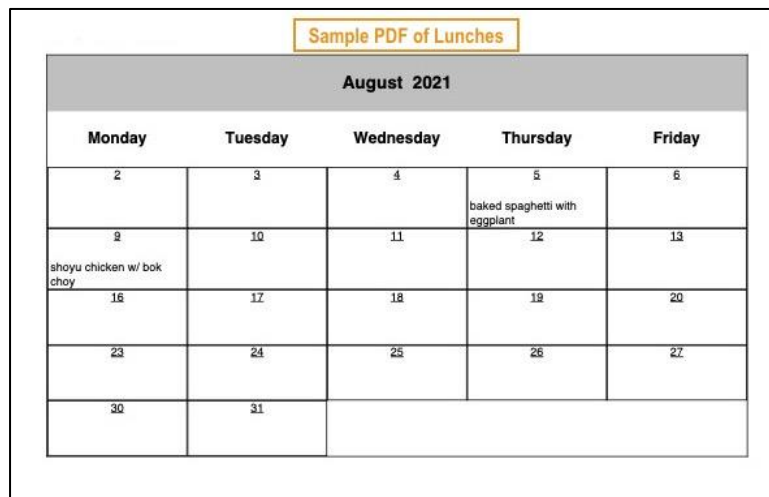 Sample PDF of Lunches
August 2021
Monday Tuesday Wednesday Thursday Friday
2 3 4 5 6
baked spaghetti with
eggplant
9 10 11 12 13
shoyu chicken w/ bok
choy
16 17 18 19 20
23 24 25 26 27
30 31